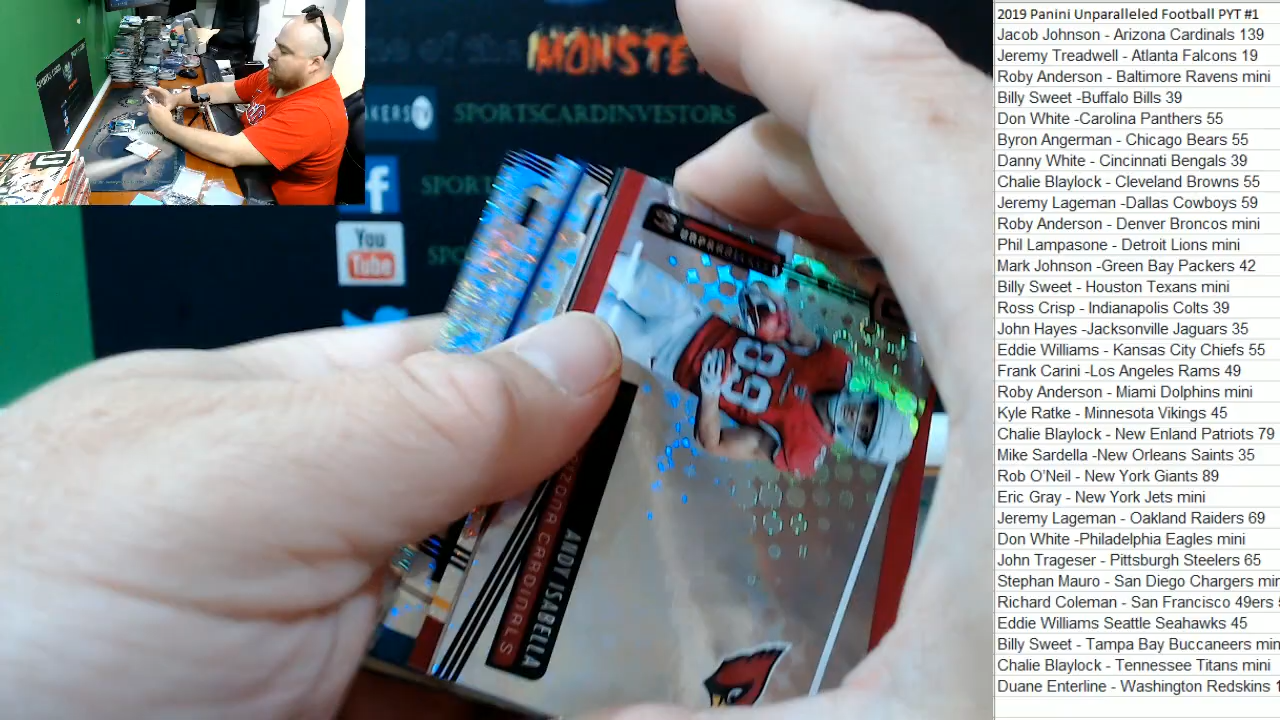 MONSTE
KERS
SPORTSCARDINVESTORS
f
SPOR
You
Tube
SPO
89
ANDY ISABELLA
ARIZONA CARDINALS
2019 Panini Unparalleled Football PYT #1
Jacob Johnson - Arizona Cardinals 139
Jeremy Treadwell - Atlanta Falcons 19
Roby Anderson - Baltimore Ravens mini
Billy Sweet -Buffalo Bills 39
Don White -Carolina Panthers 55
Byron Angerman - Chicago Bears 55
Danny White - Cincinnati Bengals 39
Chalie Blaylock - Cleveland Browns 55
Jeremy Lageman -Dallas Cowboys 59
Roby Anderson - Denver Broncos mini
Phil Lampasone - Detroit Lions mini
Mark Johnson -Green Bay Packers 42
Billy Sweet - Houston Texans mini
Ross Crisp - Indianapolis Colts 39
John Hayes -Jacksonville Jaguars 35
Eddie Williams - Kansas City Chiefs 55
Frank Carini -Los Angeles Rams 49
Roby Anderson - Miami Dolphins mini
Kyle Ratke - Minnesota Vikings 45
Chalie Blaylock - New Enland Patriots 79
Mike Sardella -New Orleans Saints 35
Rob O'Neil - New York Giants 89
Eric Gray - New York Jets mini
Jeremy Lageman - Oakland Raiders 69
Don White -Philadelphia Eagles mini
John Trageser - Pittsburgh Steelers 65
Stephan Mauro - San Diego Chargers min
Richard Coleman - San Francisco 49ers
Eddie Williams Seattle Seahawks 45
Billy Sweet - Tampa Bay Buccaneers min
Chalie Blaylock - Tennessee Titans mini
Duane Enterline - Washington Redskins 1